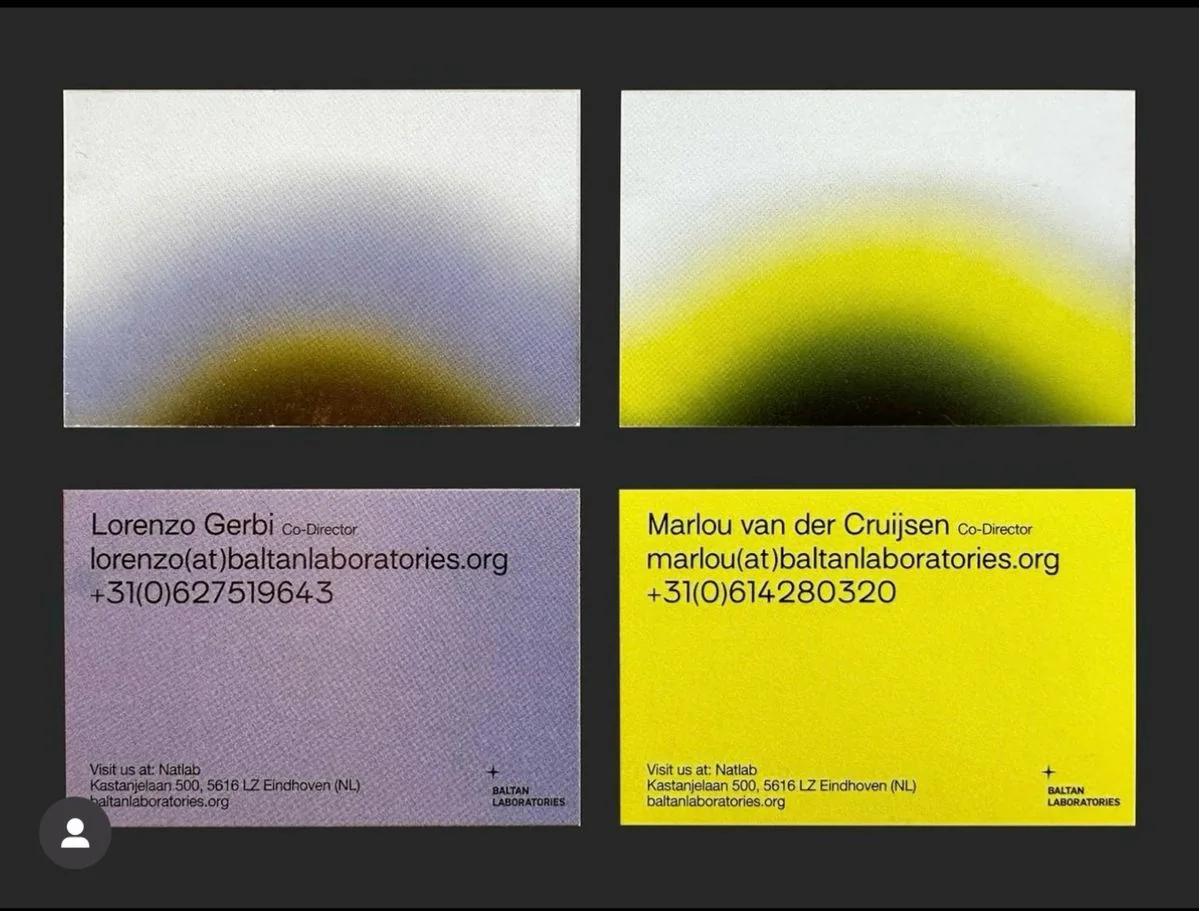 Lorenzo Gerbi Co-Director
lorenzo(at)baltanlaboratories.org
+31(0)627519643
Visit us at: Natlab
Kastanjelaan 500, 5616 LZ Eindhoven (NL)
baltanlaboratories.org
BALTAN
LABORATORIES
Marlou van der Cruijsen Co-Director
marlou(at)baltanlaboratories.org
+31(0)614280320
Visit us at: Natlab
Kastanjelaan 500, 5616 LZ Eindhoven (NL)
baltanlaboratories.org
BALTAN
LABORATORIES